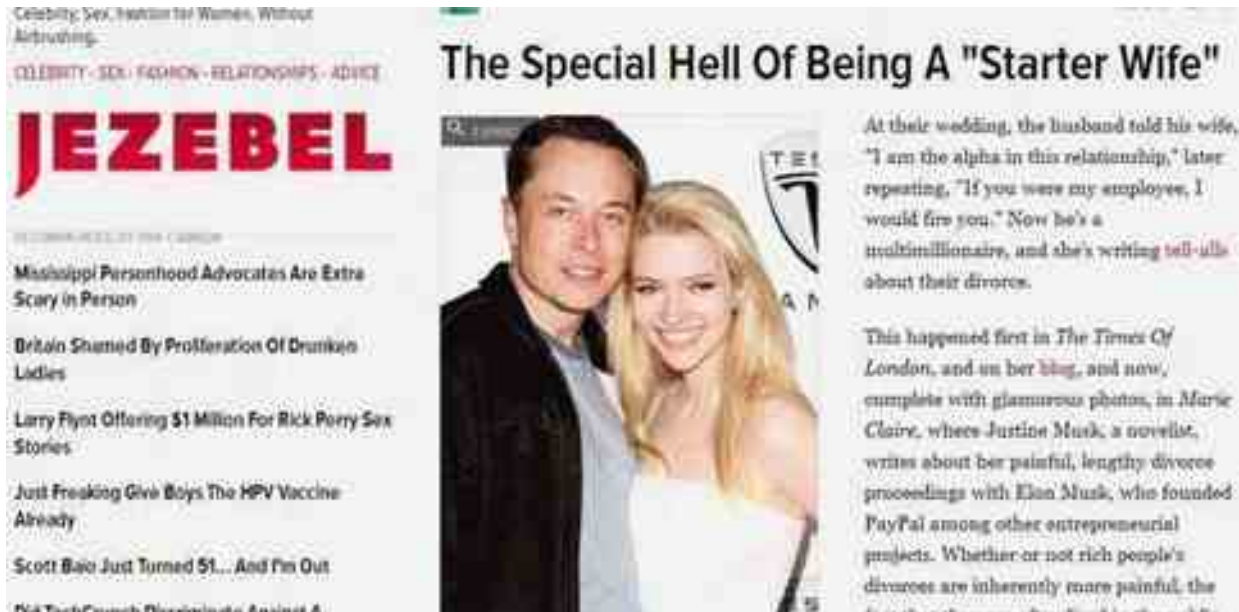 Celebrity, Sex, Fashion for Women. Without
Airbrushing.
CELEBRITY · SEX · FASHION · RELATIONSHIPS · ADVICE
JEZEBEL
Mississippi Personhood Advocates Are Extra
Scary in Person
Britain Shamed By Proliferation Of Drunken
Ladies
Larry Flynt Offering $1 Million For Rick Perry Sex
Stories
Just Freaking Give Boys The HPV Vaccine
Already
Scott Baio Just Turned 51... And I'm Out
Did TechCrunch Discriminate Against A
The Special Hell Of Being A "Starter Wife"
TES
T
A N
At their wedding, the husband told his wife,
"I am the alpha in this relationship," later
repeating, "If you were my employee, I
would fire you." Now he's a
multimillionaire, and she's writing tell-alls
about their divorce.
This happened first in The Times Of
London, and on her blog, and now,
complete with glamorous photos, in Marie
Claire, where Justine Musk, a novelist,
writes about her painful, lengthy divorce
proceedings with Elon Musk, who founded
PayPal among other entrepreneurial
projects. Whether or not rich people's
divorces are inherently more painful, the